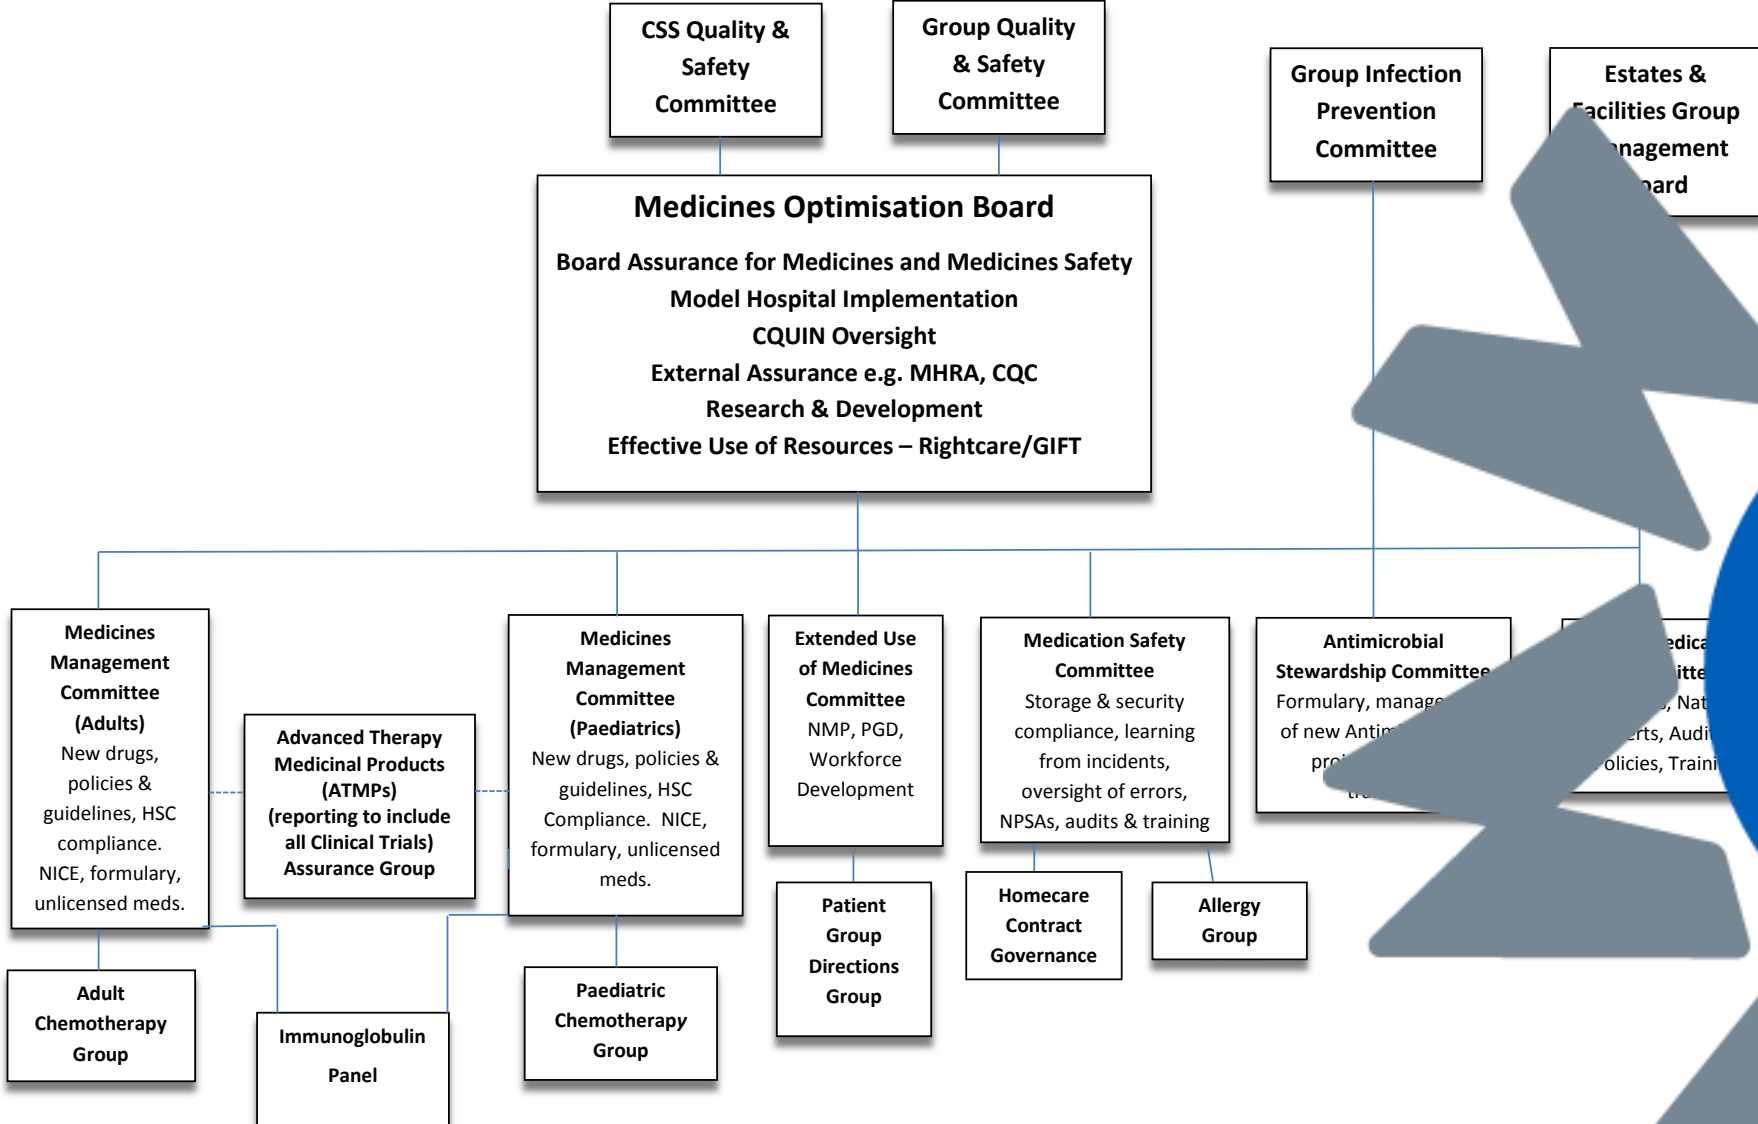 CSS Quality &
Safety
Committee
Group Quality
& Safety
Committee
Group Infection
Prevention
Committee
Estates &
Facilities Group
Medicines Optimisation Board
Board Assurance for Medicines and Medicines Safety
Model Hospital Implementation
CQUIN Oversight
External Assurance e.g. MHRA, CQC
Research & Development
Effective Use of Resources – Rightcare/GIFT
Medicines
Management
Committee
(Adults)
New drugs,
policies &
guidelines, HSC
compliance.
NICE, formulary,
unlicensed meds.
Advanced Therapy
Medicinal Products
(ATMPs)
(reporting to include
all Clinical Trials)
Assurance Group
Medicines
Management
Committee
(Paediatrics)
New drugs, policies &
guidelines, HSC
Compliance.  NICE,
formulary, unlicensed
meds.
Extended Use
of Medicines
Committee
NMP, PGD,
Workforce
Development
Medication Safety
Committee
Storage & security
compliance, learning
from incidents,
oversight of errors,
NPSAs, audits & training
Antimicrobial
Stewardship Committee
Formulary,
of new
Adult
Chemotherapy
Group
Immunoglobulin
Panel
Paediatric
Chemotherapy
Group
Patient
Group
Directions
Group
Homecare
Contract
Governance
Allergy
Group